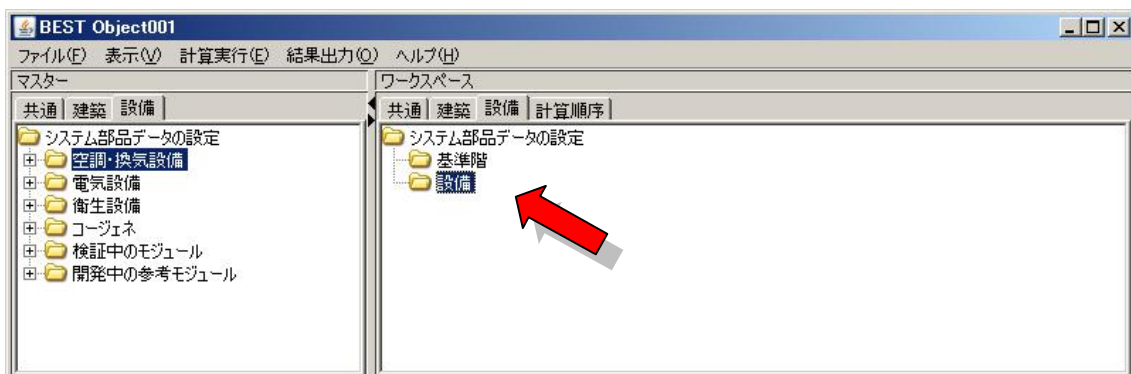 BEST Object001
ファイル(F) 表示(V) 計算実行(E) 結果出力(O) ヘルプ(H)
マスター
共通 建築 設備
システム部品データの設定
空調・換気設備
電気設備
衛生設備
コージェネ
検証中のモジュール
開発中の参考モジュール
ワークスペース
共通 建築 設備 計算順序
システム部品データの設定
基準階
設備